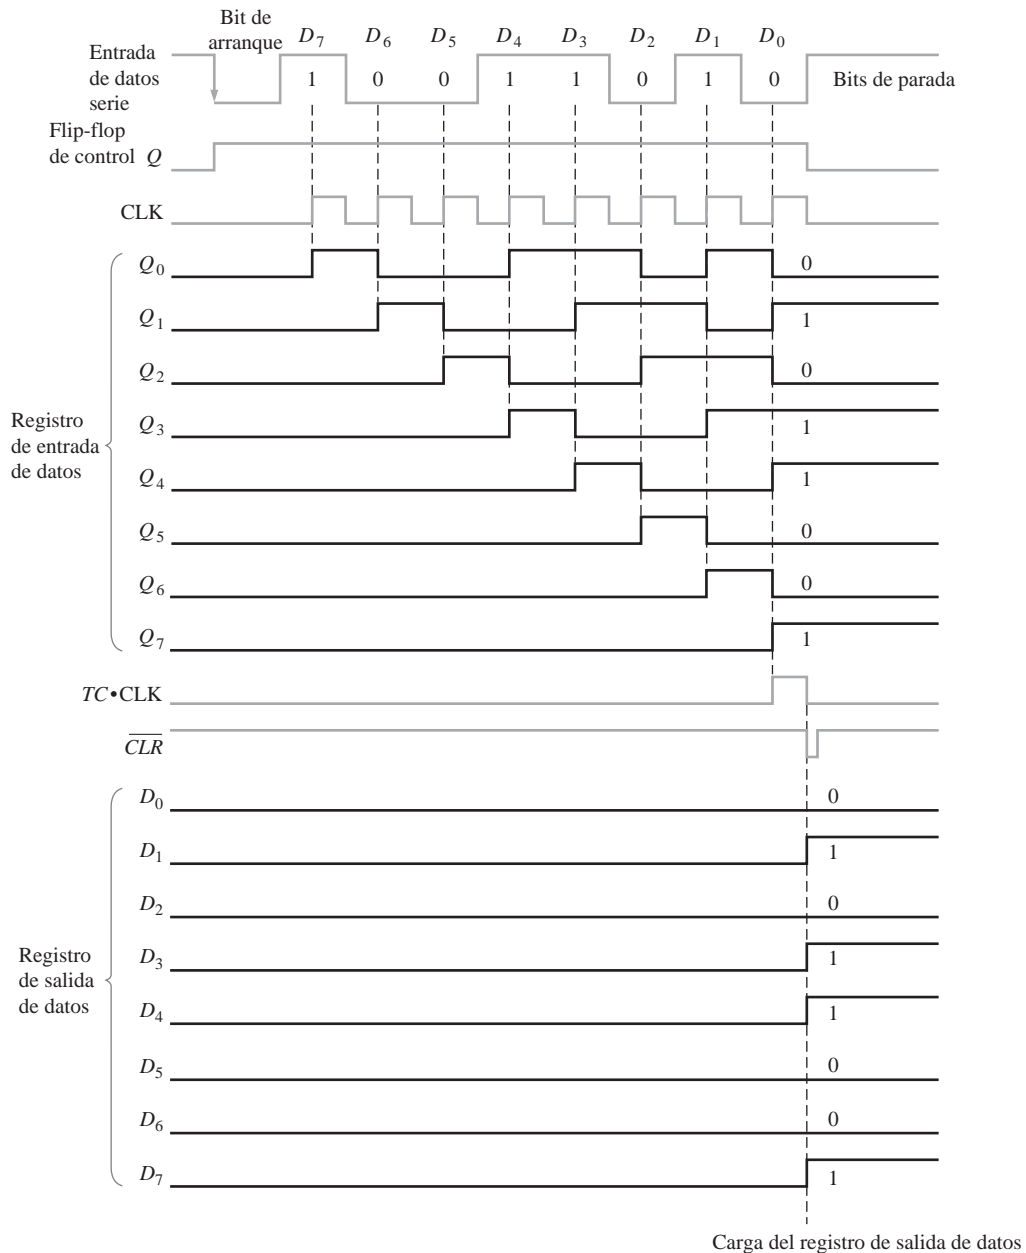 Bit de
arranque
D7 D6 D5 D4 D3 D2 D1 D0
Entrada
de datos
serie
1 0 0 1 1 0 1 0
Bits de parada
Flip-flop
de control Q
CLK
Registro
de entrada
de datos
Q0 0
Q1 1
Q2 0
Q3 1
Q4 1
Q5 0
Q6 0
Q7 1
TC•CLK
C̅L̅R̅
Registro
de salida
de datos
D0 0
D1 1
D2 0
D3 1
D4 1
D5 0
D6 0
D7 1
Carga del registro de salida de datos